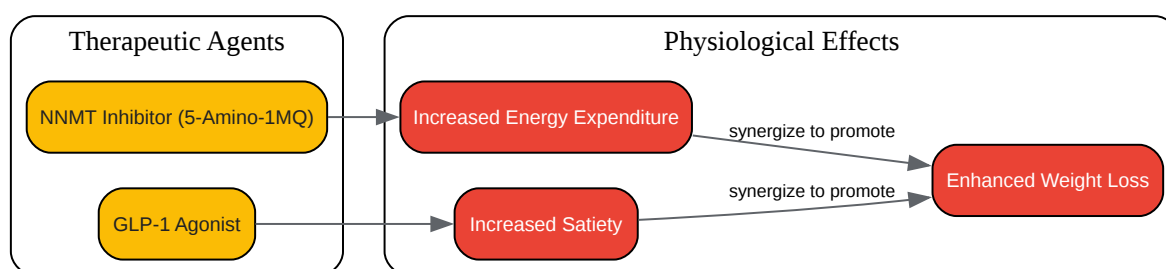 Therapeutic Agents
Physiological Effects
NNMT Inhibitor (5-Amino-1MQ)
Increased Energy Expenditure
synergize to promote
Enhanced Weight Loss
synergize to promote
GLP-1 Agonist
Increased Satiety